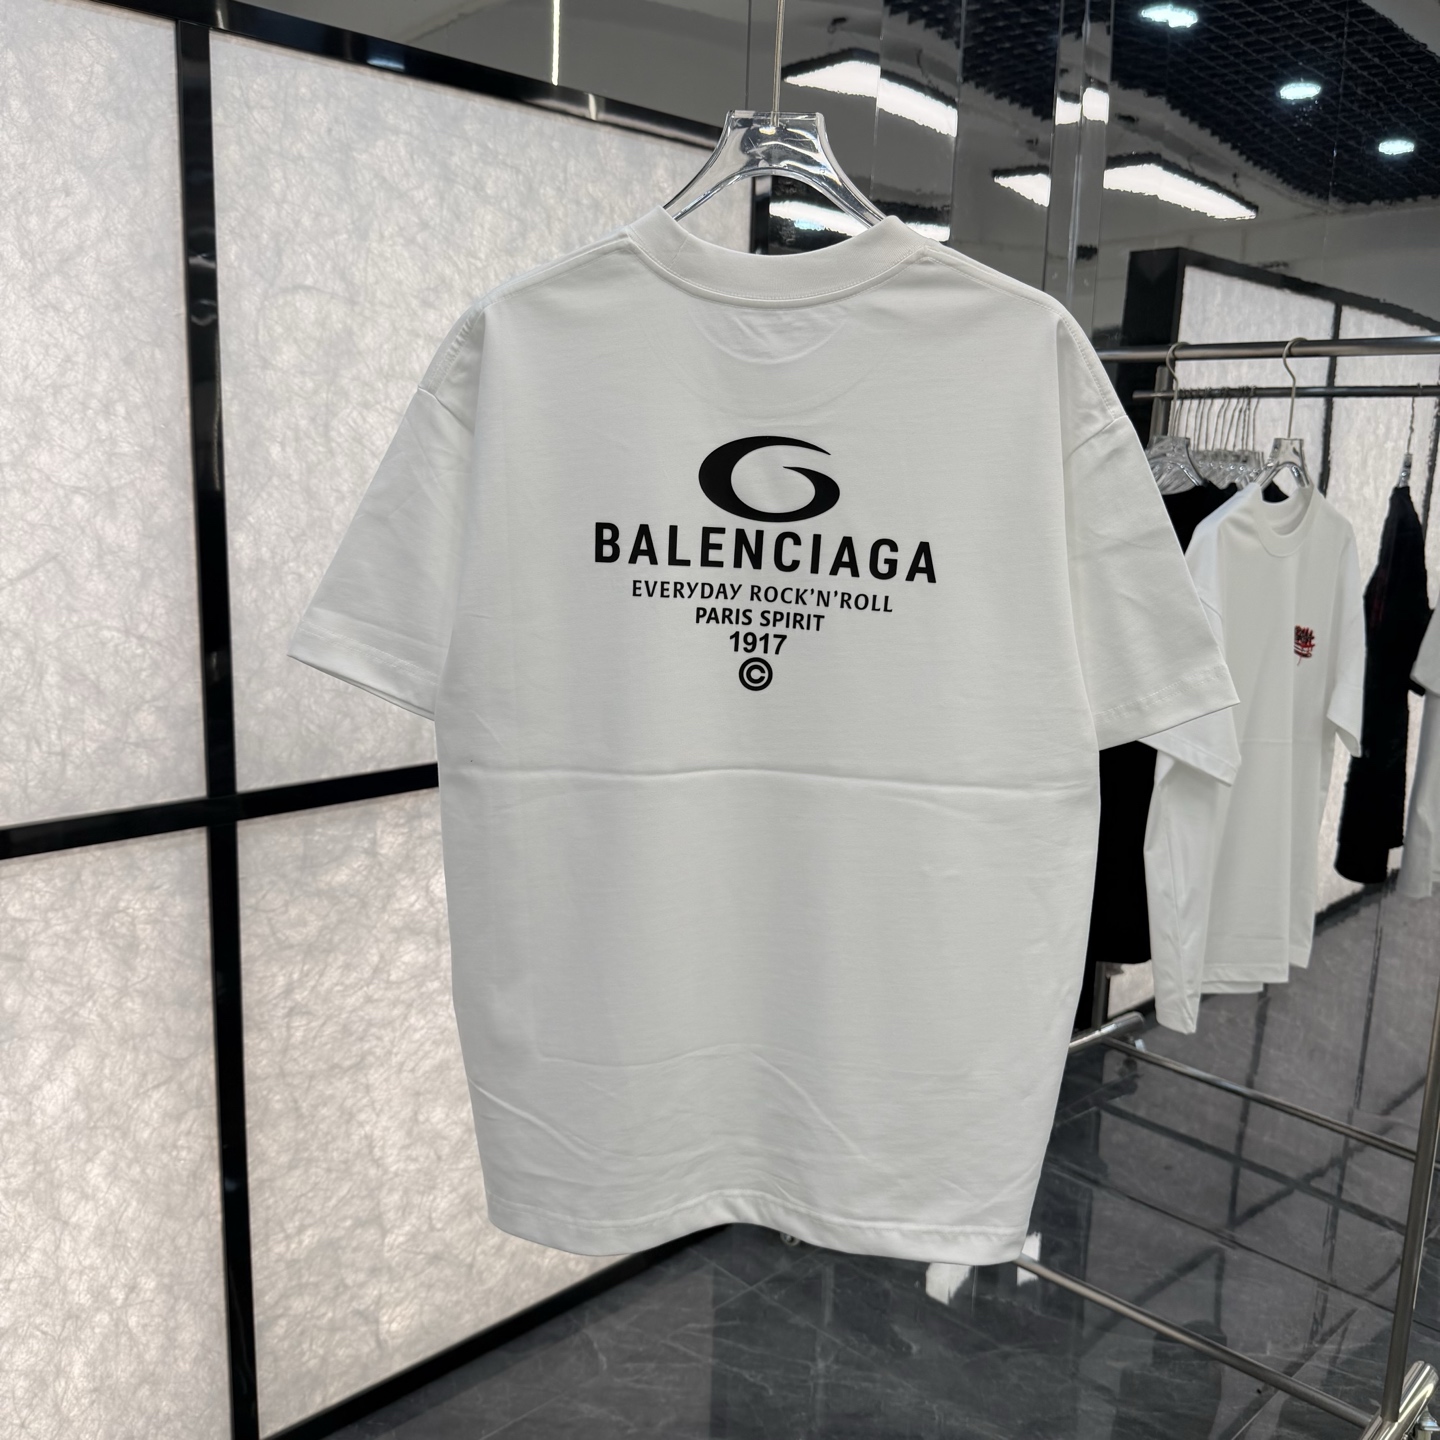 BALENCIAGA
EVERYDAY ROCK'N'ROLL
PARIS SPIRIT
1917
©